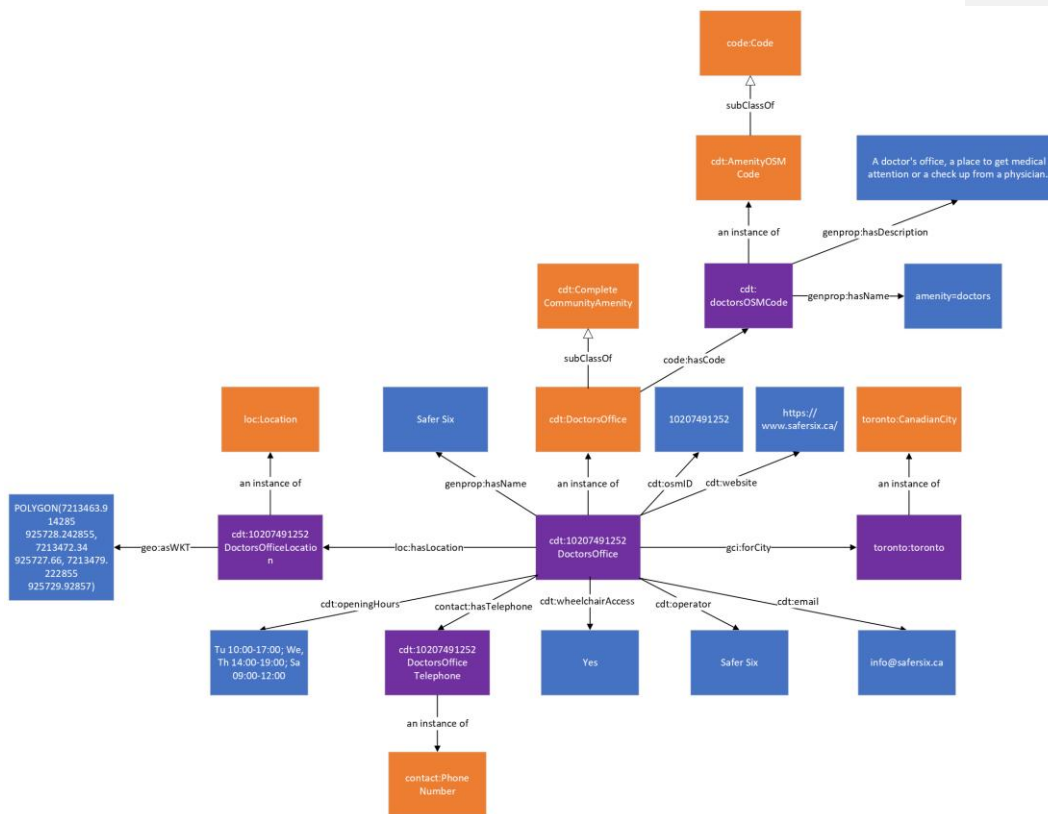 code:Code
subClassOf
cdt:AmenityOSM
Code
A doctor's office, a place to get medical
attention or a check up from a physician.
an instance of
genprop:hasDescription
cdt:
doctorsOSMCode
genprop:hasName
amenity=doctors
cdt:Complete
CommunityAmenity
subClassOf
code:hasCode
loc:Location
Safer Six
cdt:DoctorsOffice
10207491252
https://
www.safersix.ca/
toronto:CanadianCity
an instance of
genprop:hasName
an instance of
cdt:osmID
cdt:website
an instance of
POLYGON(7213463.9
14285
925728.242855,
7213472.34
925727.66, 7213479.
222855
925729.92857)
geo:asWKT
cdt:10207491252
DoctorsOfficeLocatio
n
loc:hasLocation
cdt:10207491252
DoctorsOffice
gci:forCity
toronto:toronto
cdt:openingHours
contact:hasTelephone
cdt:wheelchairAccess
cdt:operator
cdt:email
Tu 10:00-17:00; We,
Th 14:00-19:00; Sa
09:00-12:00
cdt:10207491252
DoctorsOffice
Telephone
Yes
Safer Six
info@safersix.ca
an instance of
contact:Phone
Number